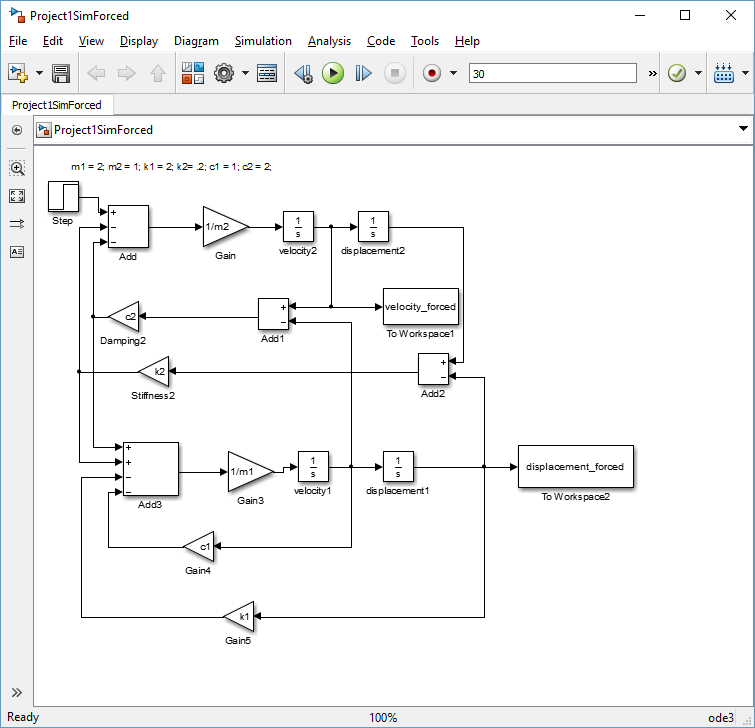 Project1SimForced
File Edit View Display Diagram Simulation Analysis Code Tools Help
30
»
Project1SimForced
Project1SimForced
m1 = 2; m2 = 1; k1 = 2; k2= .2; c1 = 1; c2 = 2;
Step
+
−
−
Add
1/m2
Gain
1
s
velocity2
1
s
displacement2
c2
Damping2
+
−
Add1
velocity_forced
To Workspace1
k2
Stiffness2
+
−
Add2
+
+
−
−
Add3
1/m1
Gain3
1
s
velocity1
1
s
displacement1
displacement_forced
To Workspace2
c1
Gain4
k1
Gain5
»
Ready 100% ode3